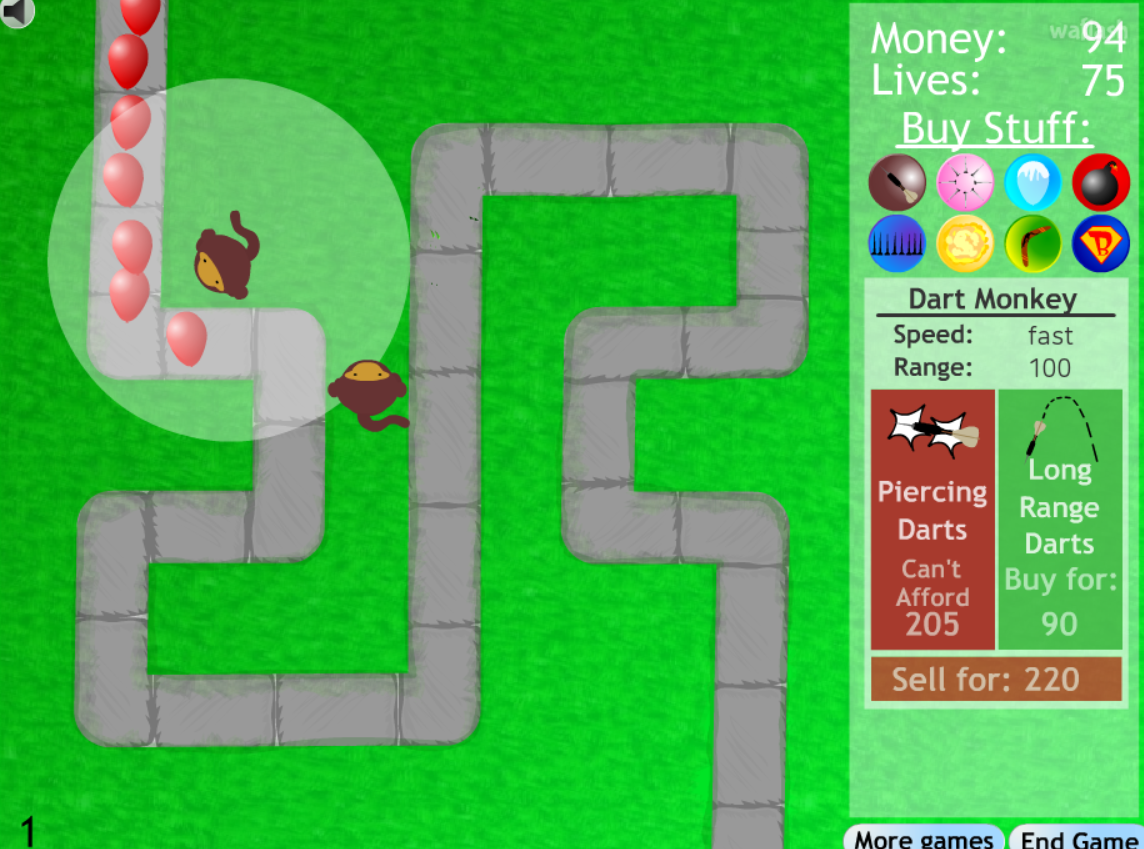 Money: 94
Lives: 75
Buy Stuff:
Dart Monkey
Speed: fast
Range: 100
Piercing
Darts
Can't
Afford
205
Long
Range
Darts
Buy for:
90
Sell for: 220
1
More games
End Game